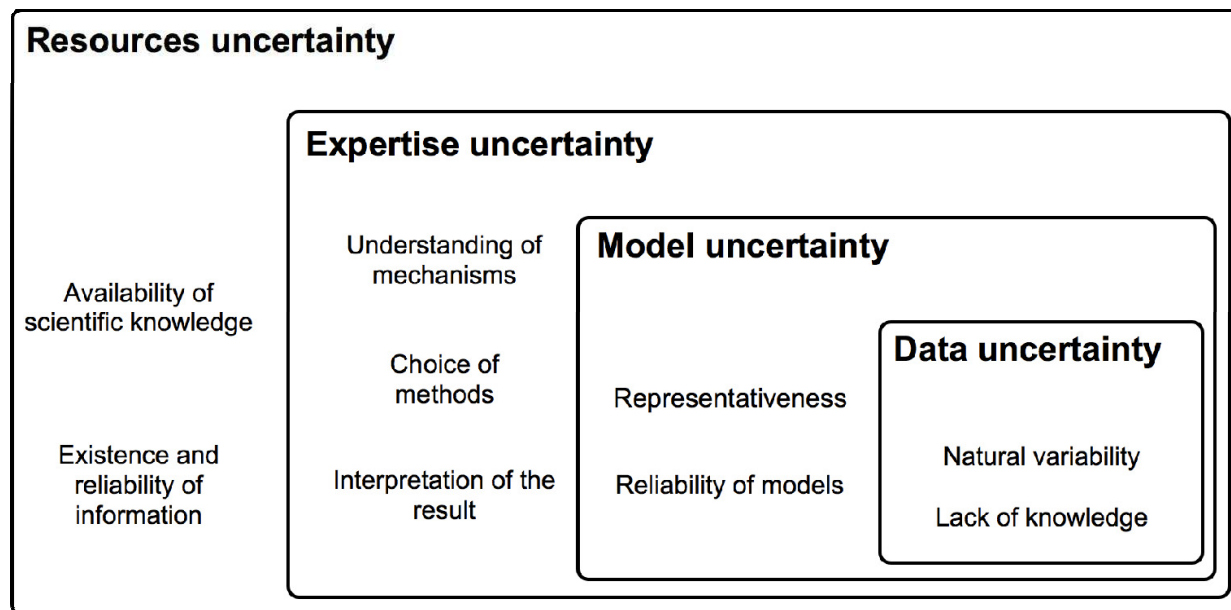 Resources uncertainty
Availability of
scientific knowledge
Existence and
reliability of
information
Expertise uncertainty
Understanding of
mechanisms
Choice of
methods
Interpretation of the
result
Model uncertainty
Representativeness
Reliability of models
Data uncertainty
Natural variability
Lack of knowledge